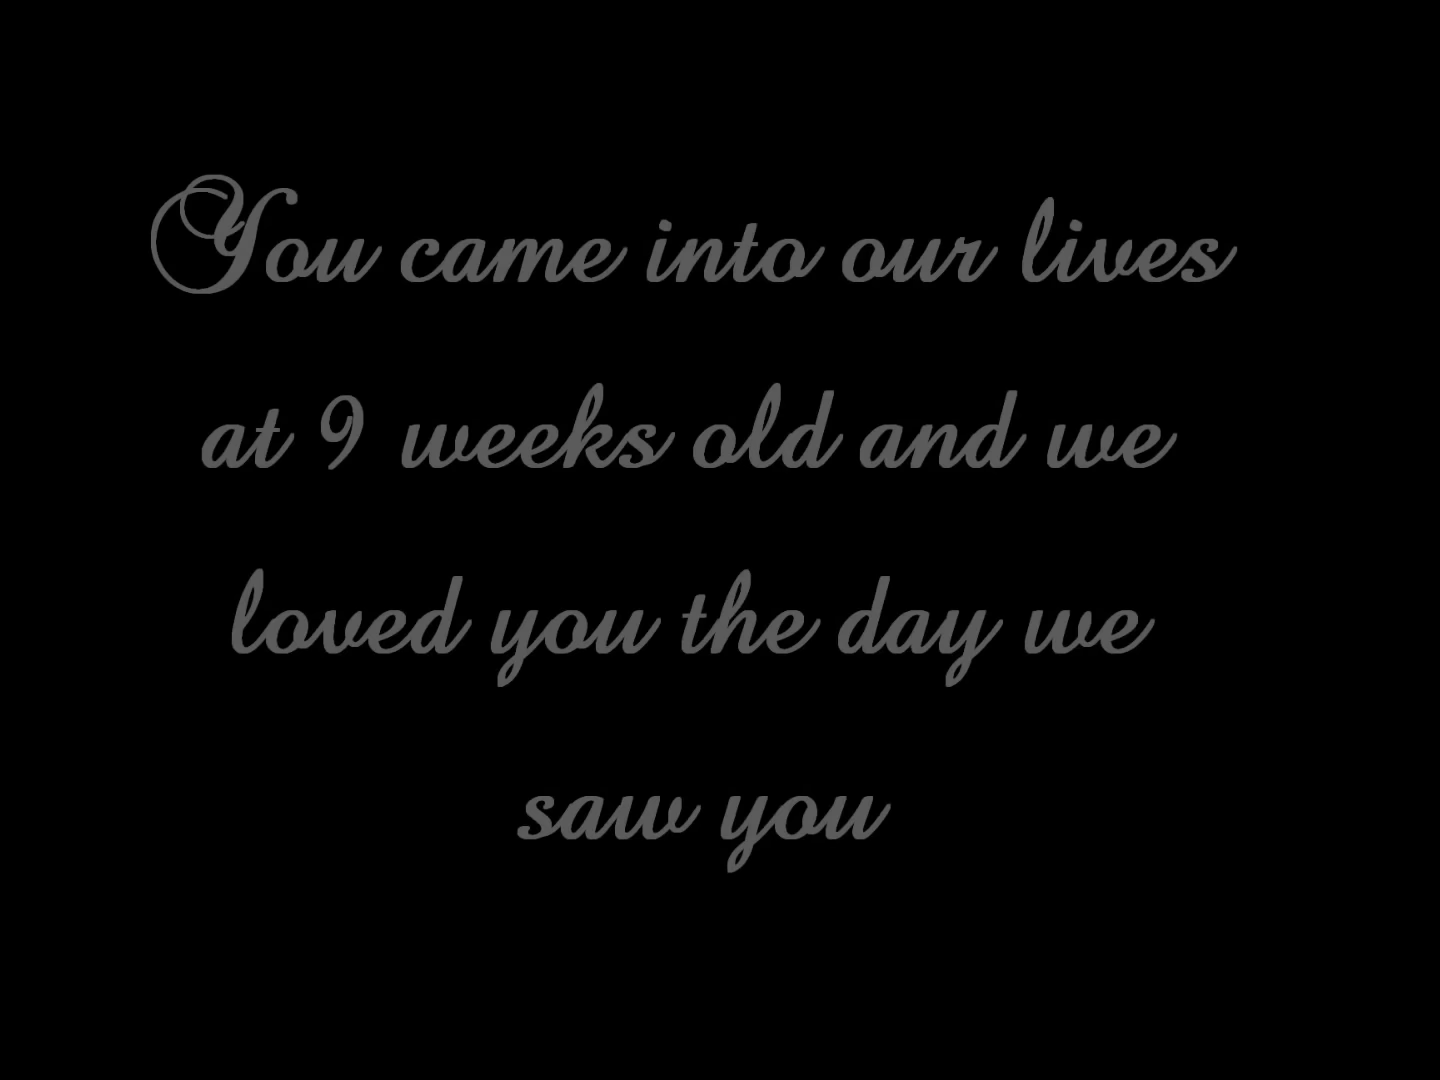 You came into our lives
at 9 weeks old and we
loved you the day we
saw you